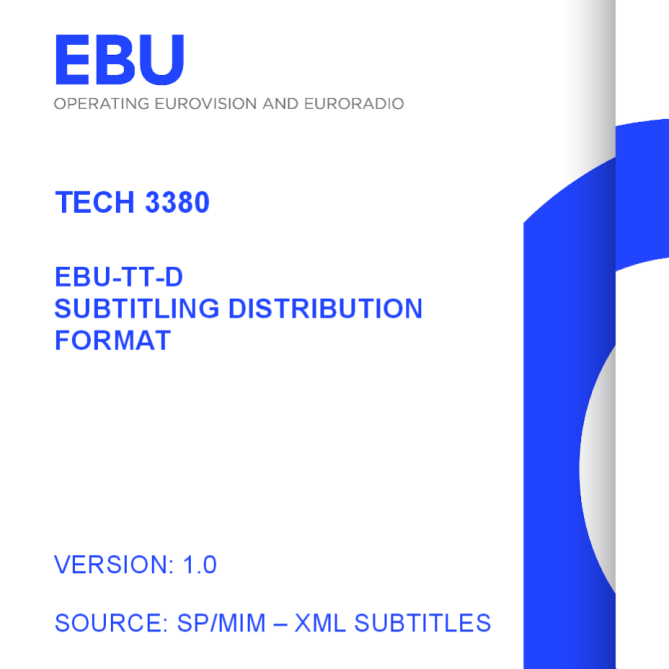 EBU
OPERATING EUROVISION AND EURORADIO
TECH 3380
EBU-TT-D
SUBTITLING DISTRIBUTION
FORMAT
VERSION: 1.0
SOURCE: SP/MIM – XML SUBTITLES